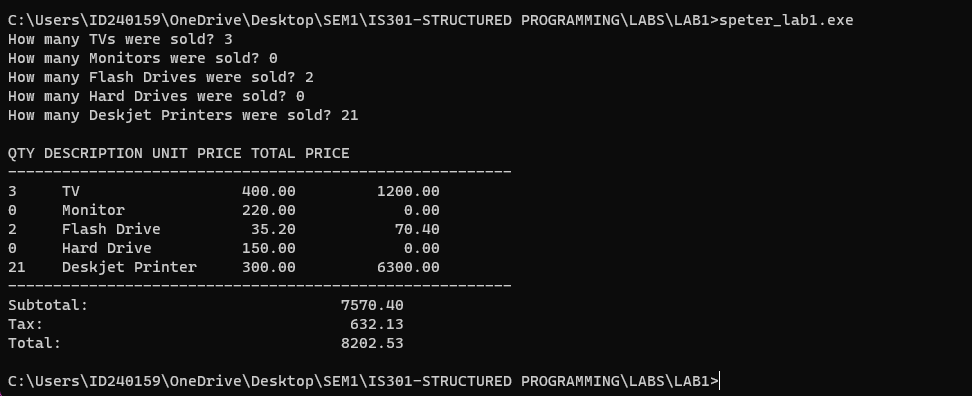 C:\Users\ID240159\OneDrive\Desktop\SEM1\IS301-STRUCTURED PROGRAMMING\LABS\LAB1>speter_lab1.exe
How many TVs were sold? 3
How many Monitors were sold? 0
How many Flash Drives were sold? 2
How many Hard Drives were sold? 0
How many Deskjet Printers were sold? 21

QTY DESCRIPTION UNIT PRICE TOTAL PRICE
--------------------------------------------------------
3     TV                  400.00         1200.00
0     Monitor             220.00            0.00
2     Flash Drive          35.20           70.40
0     Hard Drive          150.00            0.00
21    Deskjet Printer     300.00         6300.00
--------------------------------------------------------
Subtotal:                            7570.40
Tax:                                  632.13
Total:                               8202.53

C:\Users\ID240159\OneDrive\Desktop\SEM1\IS301-STRUCTURED PROGRAMMING\LABS\LAB1>